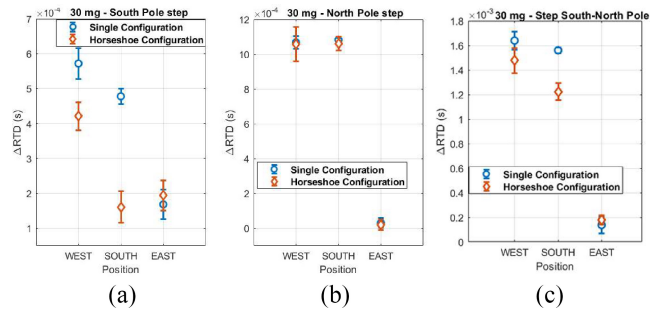 ×10⁻⁴
30 mg - South Pole step
7
6
5
4
3
2
1
ΔRTD (s)
Single Configuration
Horseshoe Configuration
WEST
SOUTH
EAST
Position
(a)
×10⁻⁴
30 mg - North Pole step
10
8
6
4
2
0
ΔRTD (s)
Single Configuration
Horseshoe Configuration
WEST
SOUTH
EAST
Position
(b)
×10⁻³
30 mg - Step South-North Pole
1.8
1.6
1.4
1.2
1
0.8
0.6
0.4
0.2
0
ΔRTD (s)
Single Configuration
Horseshoe Configuration
WEST
SOUTH
EAST
Position
(c)